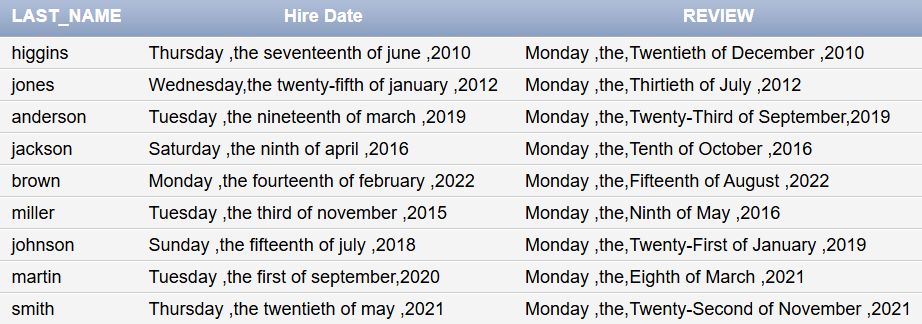 LAST_NAME Hire Date REVIEW
higgins Thursday ,the seventeenth of june ,2010 Monday ,the,Twentieth of December ,2010
jones Wednesday,the twenty-fifth of january ,2012 Monday ,the,Thirtieth of July ,2012
anderson Tuesday ,the nineteenth of march ,2019 Monday ,the,Twenty-Third of September,2019
jackson Saturday ,the ninth of april ,2016 Monday ,the,Tenth of October ,2016
brown Monday ,the fourteenth of february ,2022 Monday ,the,Fifteenth of August ,2022
miller Tuesday ,the third of november ,2015 Monday ,the,Ninth of May ,2016
johnson Sunday ,the fifteenth of july ,2018 Monday ,the,Twenty-First of January ,2019
martin Tuesday ,the first of september,2020 Monday ,the,Eighth of March ,2021
smith Thursday ,the twentieth of may ,2021 Monday ,the,Twenty-Second of November ,2021